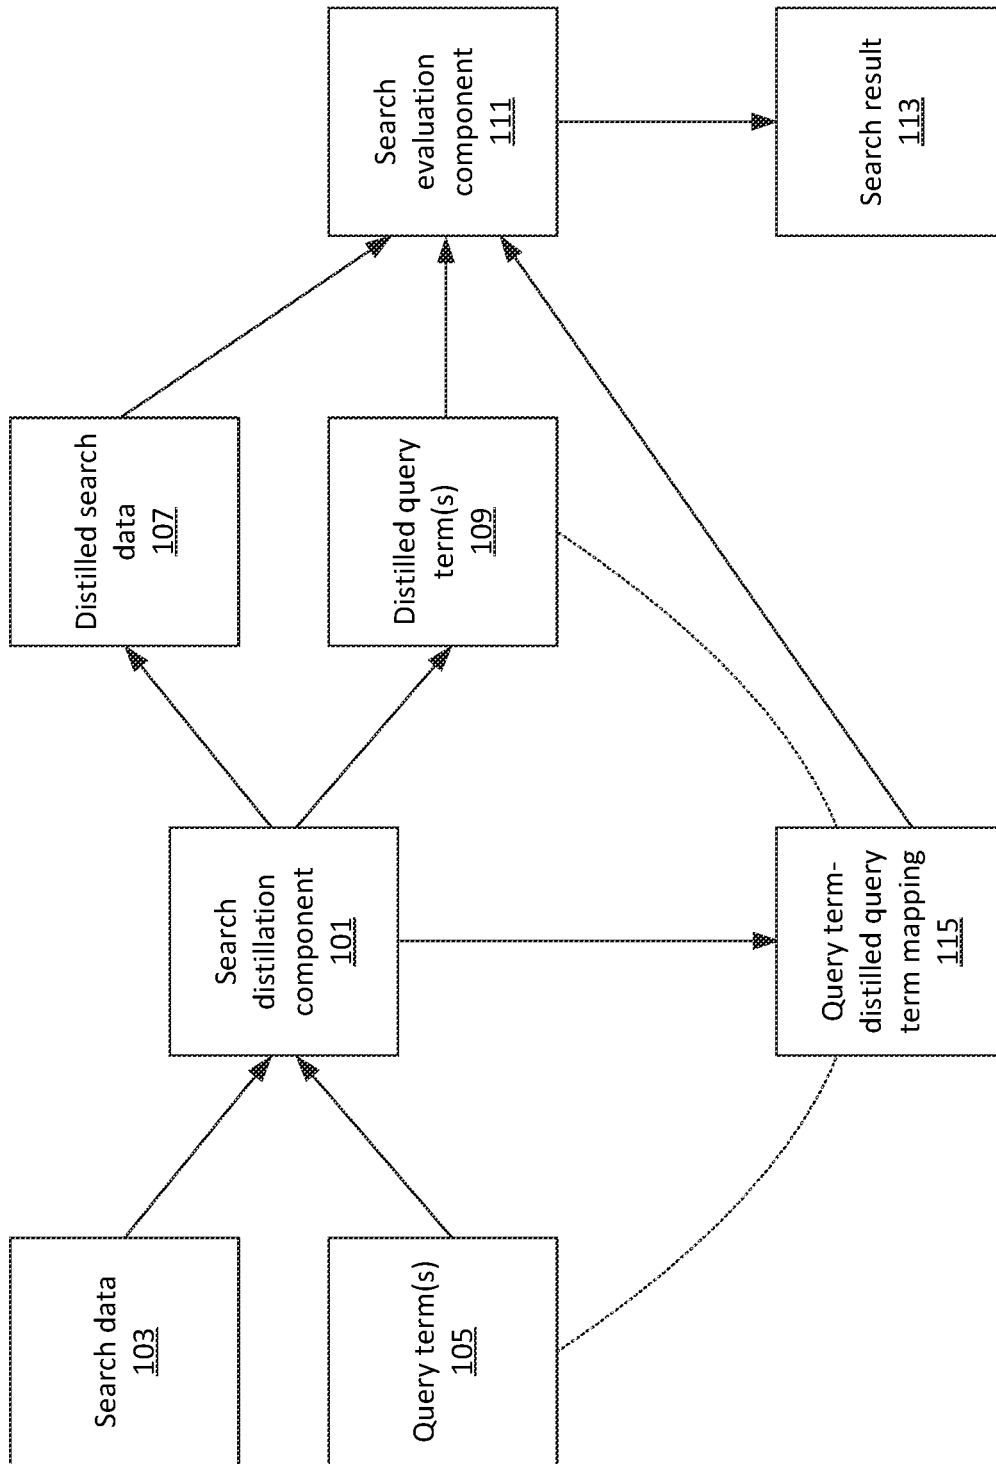 Search data
103
Query term(s)
105
Search
distillation
component
101
Query term-
distilled query
term mapping
115
Distilled search
data
107
Distilled query
term(s)
109
Search
evaluation
component
111
Search result
113